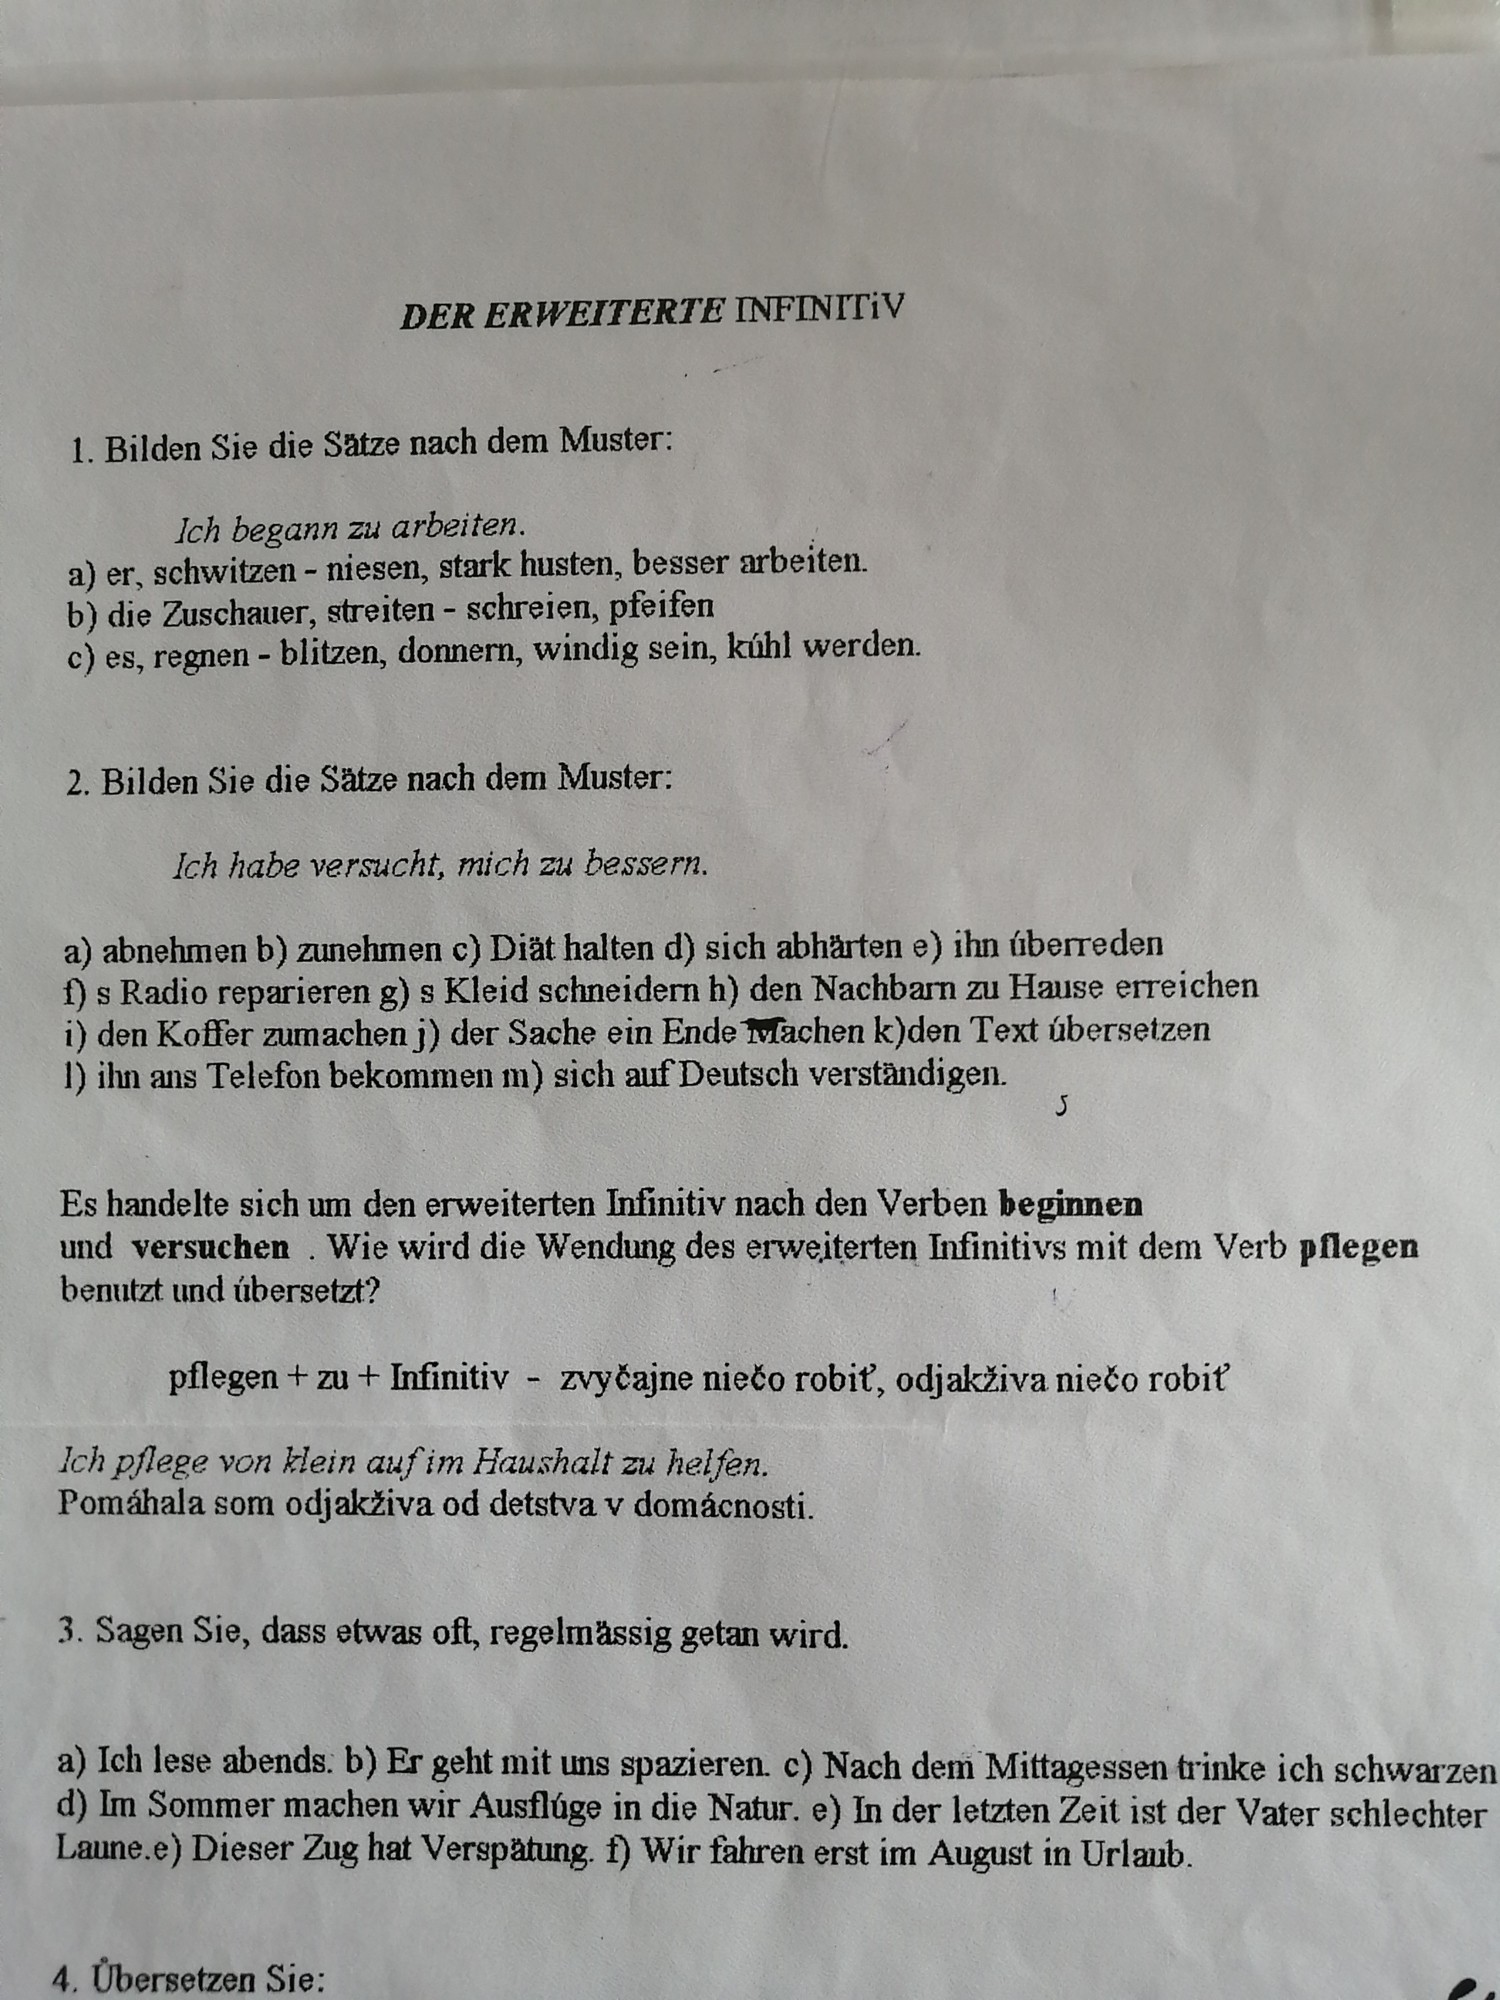 DER ERWEITERTE INFINITiV
1. Bilden Sie die Sätze nach dem Muster:
Ich begann zu arbeiten.
a) er, schwitzen - niesen, stark husten, besser arbeiten.
b) die Zuschauer, streiten - schreien, pfeifen
c) es, regnen - blitzen, donnern, windig sein, kúhl werden.
2. Bilden Sie die Sätze nach dem Muster:
Ich habe versucht, mich zu bessern.
a) abnehmen b) zunehmen c) Diät halten d) sich abhärten e) ihn úberreden
f) s Radio reparieren g) s Kleid schneidern h) den Nachbarn zu Hause erreichen
i) den Koffer zumachen j) der Sache ein Ende Machen k)den Text úbersetzen
l) ihn ans Telefon bekommen m) sich auf Deutsch verständigen.
Es handelte sich um den erweiterten Infinitiv nach den Verben beginnen
und versuchen . Wie wird die Wendung des erweiterten Infinitivs mit dem Verb pflegen
benutzt und úbersetzt?
pflegen + zu + Infinitiv - zvyčajne niečo robiť, odjakživa niečo robiť
Ich pflege von klein auf im Haushalt zu helfen.
Pomáhala som odjakživa od detstva v domácnosti.
3. Sagen Sie, dass etwas oft, regelmässig getan wird.
a) Ich lese abends. b) Er geht mit uns spazieren. c) Nach dem Mittagessen trinke ich schwarzen
d) Im Sommer machen wir Ausflúge in die Natur. e) In der letzten Zeit ist der Vater schlechter
Laune.e) Dieser Zug hat Verspätung. f) Wir fahren erst im August in Urlaub.
4. Übersetzen Sie: